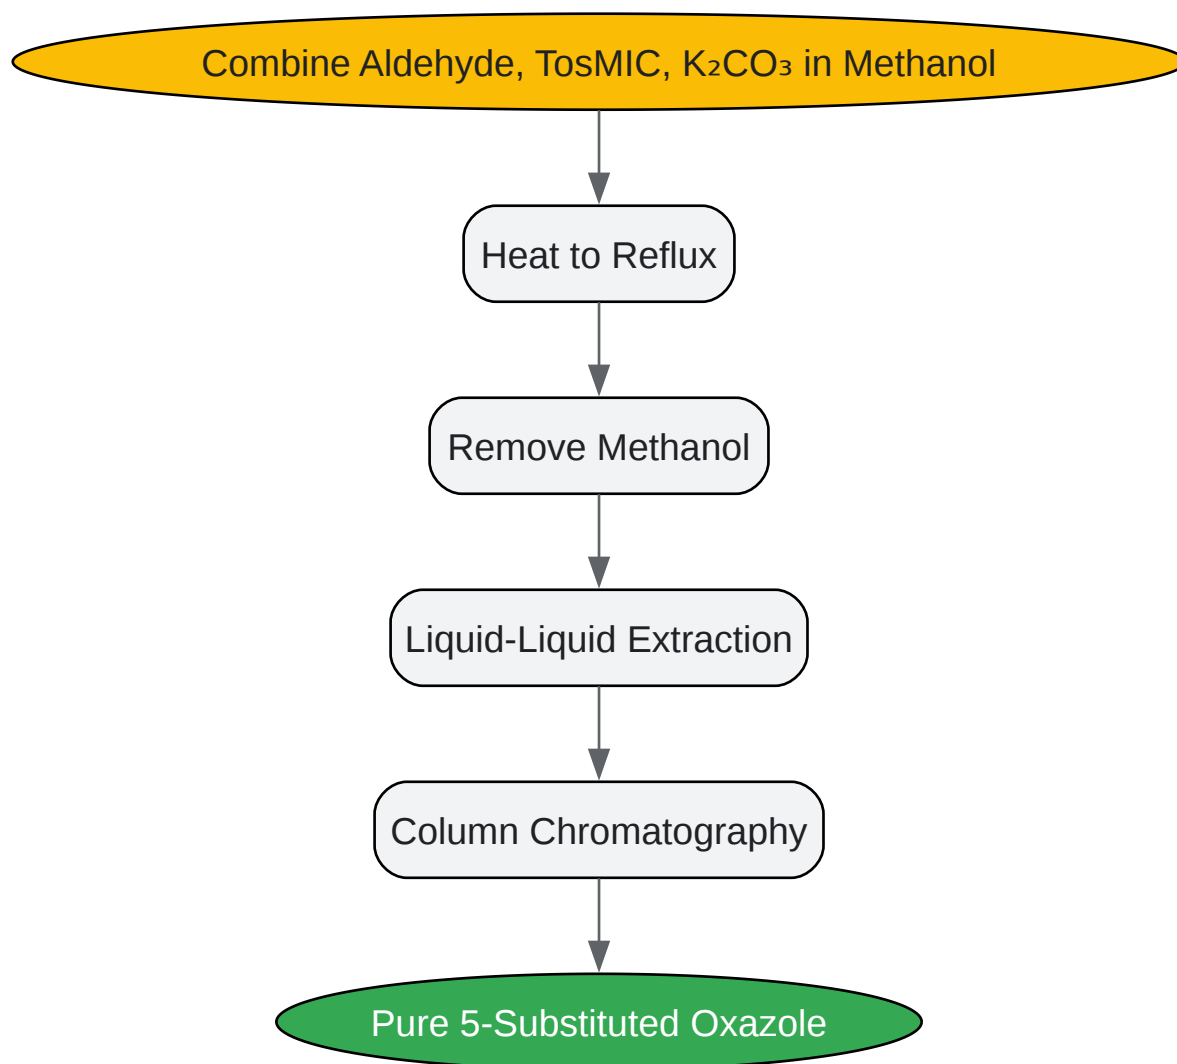 Combine Aldehyde, TosMIC, K₂CO₃ in Methanol
Heat to Reflux
Remove Methanol
Liquid-Liquid Extraction
Column Chromatography
Pure 5-Substituted Oxazole